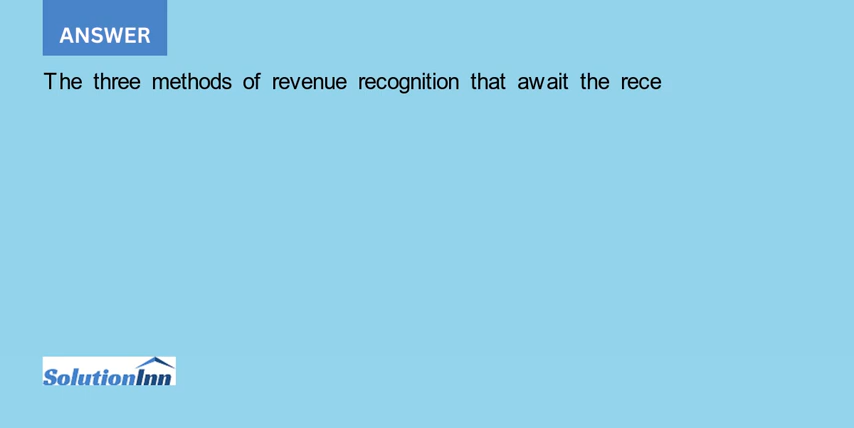 ANSWER
The three methods of revenue recognition that await the rece
SolutionInn